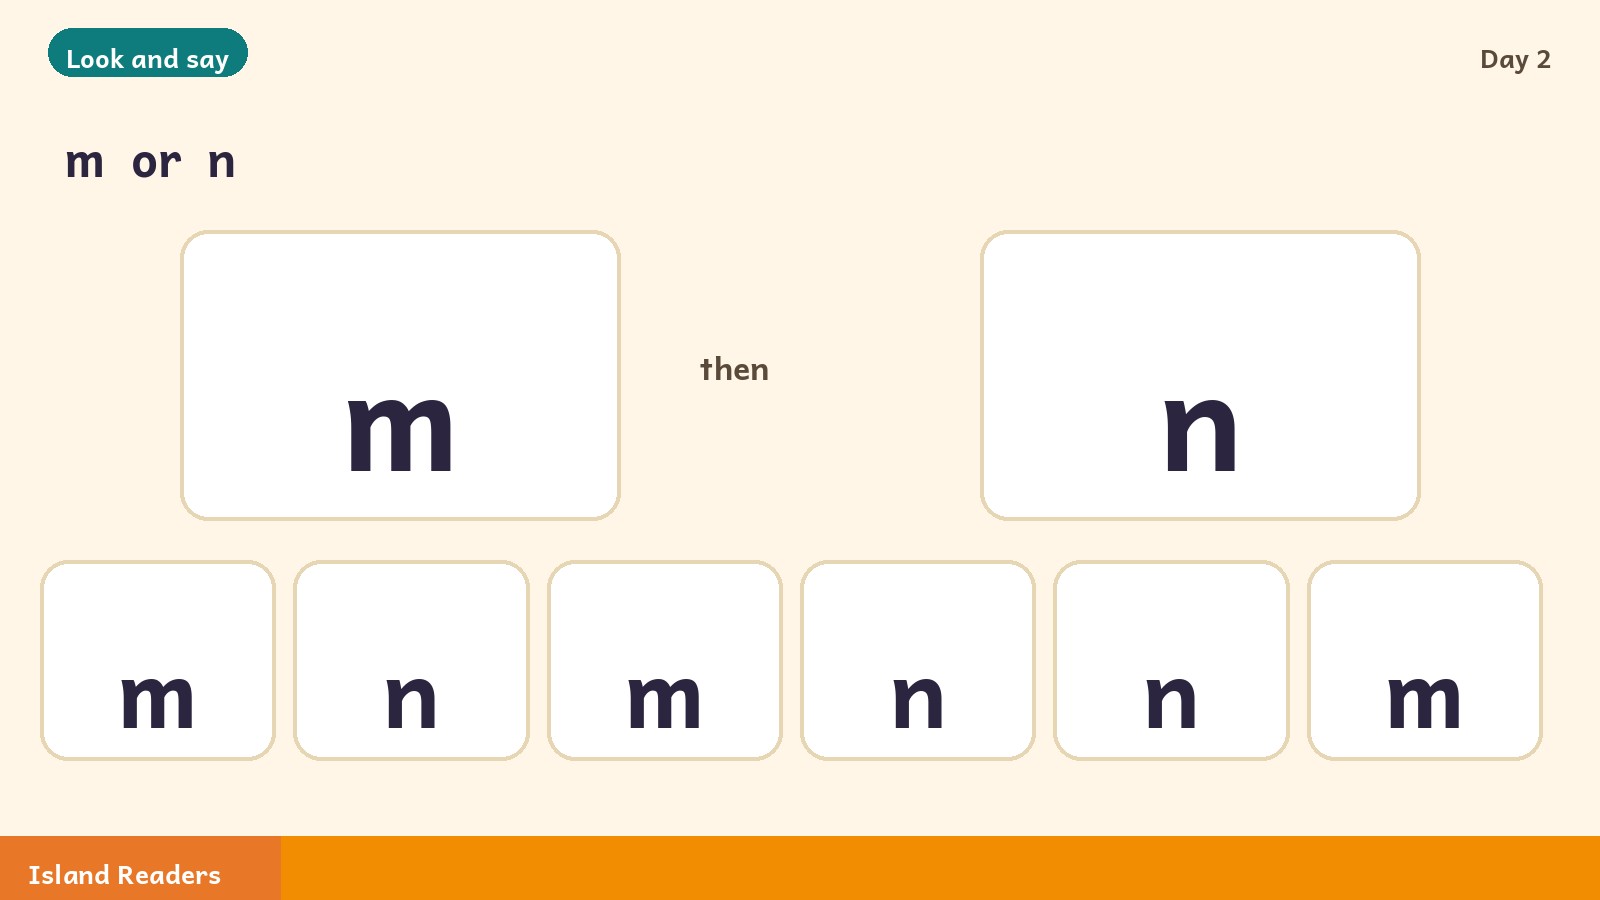 Look and say
Day 2
m or n
m then n
m n m n n m
Island Readers